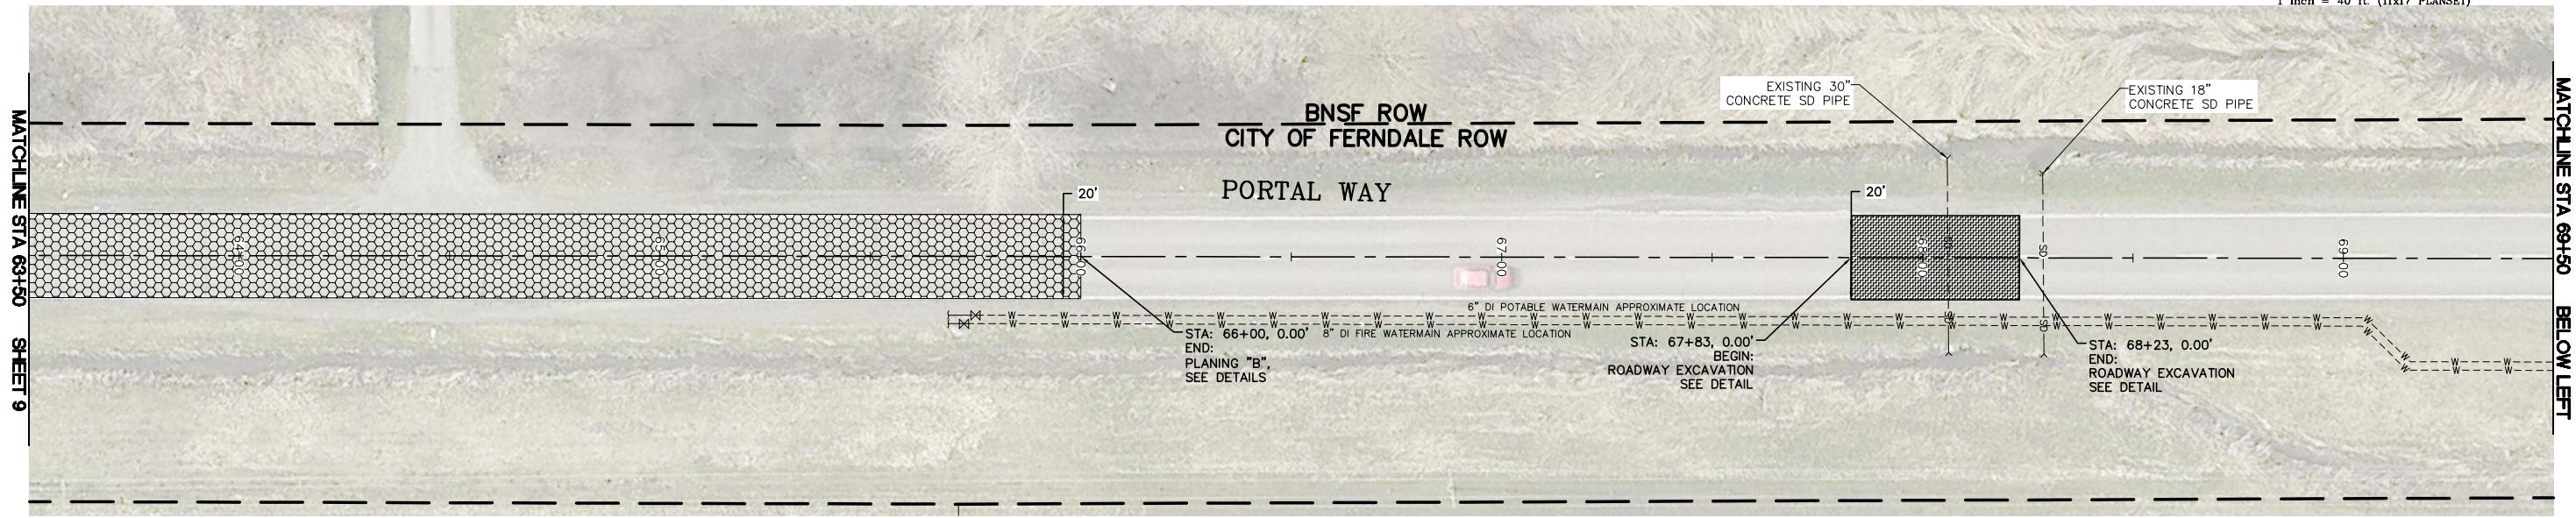 1 inch = 40 ft. (11x17 PLANSET)
MATCHLINE STA 63+50 SHEET 9
MATCHLINE STA 69+50 BELOW LEFT
EXISTING 30"
CONCRETE SD PIPE
EXISTING 18"
CONCRETE SD PIPE
BNSF ROW
CITY OF FERNDALE ROW
PORTAL WAY
20'
20'
64+00
65+00
66+00
67+00
68+00
69+00
SD
SD
SD
SD
6" DI POTABLE WATERMAIN APPROXIMATE LOCATION
8" DI FIRE WATERMAIN APPROXIMATE LOCATION
STA: 66+00, 0.00'
END:
PLANING "B",
SEE DETAILS
STA: 67+83, 0.00'
BEGIN:
ROADWAY EXCAVATION
SEE DETAIL
STA: 68+23, 0.00'
END:
ROADWAY EXCAVATION
SEE DETAIL